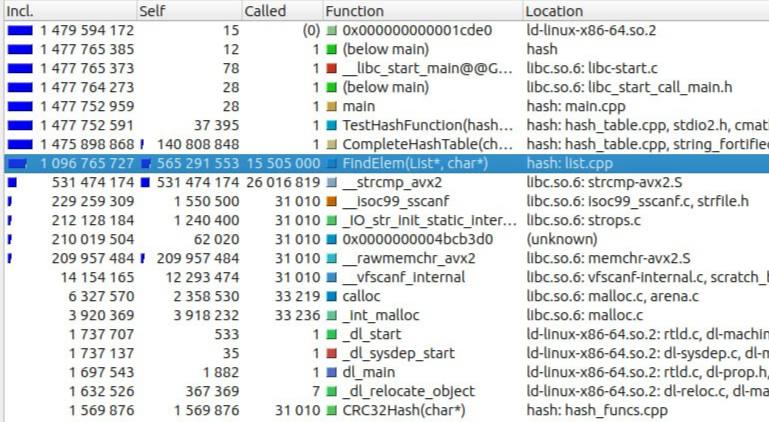 Incl. Self Called Function Location
1 479 594 172 15 (0) 0x000000000001cde0 ld-linux-x86-64.so.2
1 477 765 385 12 1 (below main) hash
1 477 765 373 78 1 __libc_start_main@@G... libc.so.6: libc-start.c
1 477 764 273 28 1 (below main) libc.so.6: libc_start_call_main.h
1 477 752 959 28 1 main hash: main.cpp
1 477 752 591 37 395 1 TestHashFunction(hash... hash: hash_table.cpp, stdio2.h, cmat
1 475 898 868 140 808 848 1 CompleteHashTable(ch... hash: hash_table.cpp, string_fortified
1 096 765 727 565 291 553 15 505 000 FindElem(List*, char*) hash: list.cpp
531 474 174 531 474 174 26 016 819 __strcmp_avx2 libc.so.6: strcmp-avx2.S
229 259 309 1 550 500 31 010 __isoc99_sscanf libc.so.6: isoc99_sscanf.c, strfile.h
212 128 184 1 240 400 31 010 _IO_str_init_static_inter... libc.so.6: strops.c
210 019 504 62 020 31 010 0x0000000004bcb3d0 (unknown)
209 957 484 209 957 484 31 010 __rawmemchr_avx2 libc.so.6: memchr-avx2.S
14 154 165 12 293 474 31 010 __vfscanf_internal libc.so.6: vfscanf-internal.c, scratch_
6 327 570 2 358 530 33 219 calloc libc.so.6: malloc.c, arena.c
3 920 369 3 918 232 33 236 _int_malloc libc.so.6: malloc.c
1 737 707 533 1 _dl_start ld-linux-x86-64.so.2: rtld.c, dl-machin
1 737 137 35 1 _dl_sysdep_start ld-linux-x86-64.so.2: dl-sysdep.c, dl-m
1 697 543 1 882 1 dl_main ld-linux-x86-64.so.2: rtld.c, dl-prop.h,
1 632 526 367 369 7 _dl_relocate_object ld-linux-x86-64.so.2: dl-reloc.c, dl-ma
1 569 876 1 569 876 31 010 CRC32Hash(char*) hash: hash_funcs.cpp